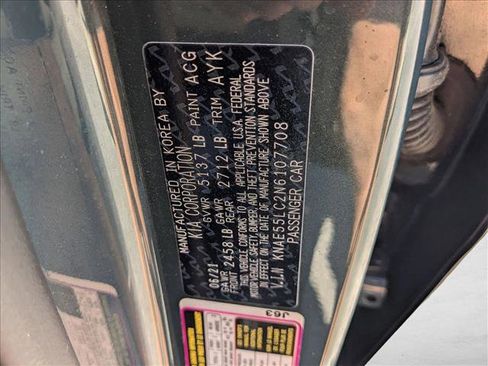 MANUFACTURED IN KOREA BY
KIA CORPORATION
06/21 GVWR 5137 LB PAINT ACG
GAWR FRONT 2458 LB GAWR REAR 2712 LB TRIM AYK
THIS VEHICLE CONFORMS TO ALL APPLICABLE U.S.A. FEDERAL
MOTOR VEHICLE SAFETY, BUMPER, AND THEFT PREVENTION STANDARDS
IN EFFECT ON THE DATE OF MANUFACTURE SHOWN ABOVE
V.I.N KNAE55LC2N6107708
PASSENGER CAR
J63